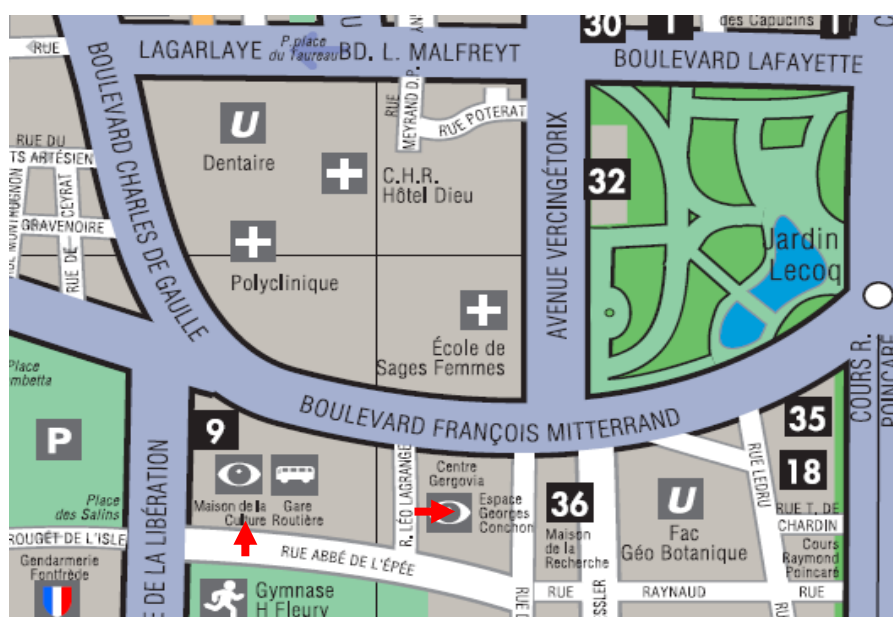 30
1
1
des Capucins
RUE
LAGARLAYE
P.place
du Taureau
BD. L. MALFREYT
BOULEVARD LAFAYETTE
BOULEVARD CHARLES DE GAULLE
U
Dentaire
RUE
MEYRAND D.P.
RUE POTERAT
AVENUE VERCINGÉTORIX
RUE DU
TS ARTÉSIEN
C.H.R.
Hôtel Dieu
32
RUE DE CEYRAT
GRAVENOIRE
Polyclinique
Jardin
Lecoq
École de
Sages Femmes
Place
mbetta
BOULEVARD FRANÇOIS MITTERRAND
COURS R.
POINCARÉ
P
9
35
18
Place
des Salins
DE LA LIBÉRATION
Maison de la
Culture
Gare
Routière
R. LÉO LAGRANGE
Centre
Gergovia
Espace
Georges
Conchon
36
Maison
de la
Recherche
U
Fac
Géo Botanique
RUE LEDRU
RUE T. DE
CHARDIN
Cours
Raymond
Poincaré
ROUGET DE L'ISLE
RUE ABBÉ DE L'ÉPÉE
Gendarmerie
Fontfrède
Gymnase
H Fleury
RUE
RAYNAUD
RUE
RUE